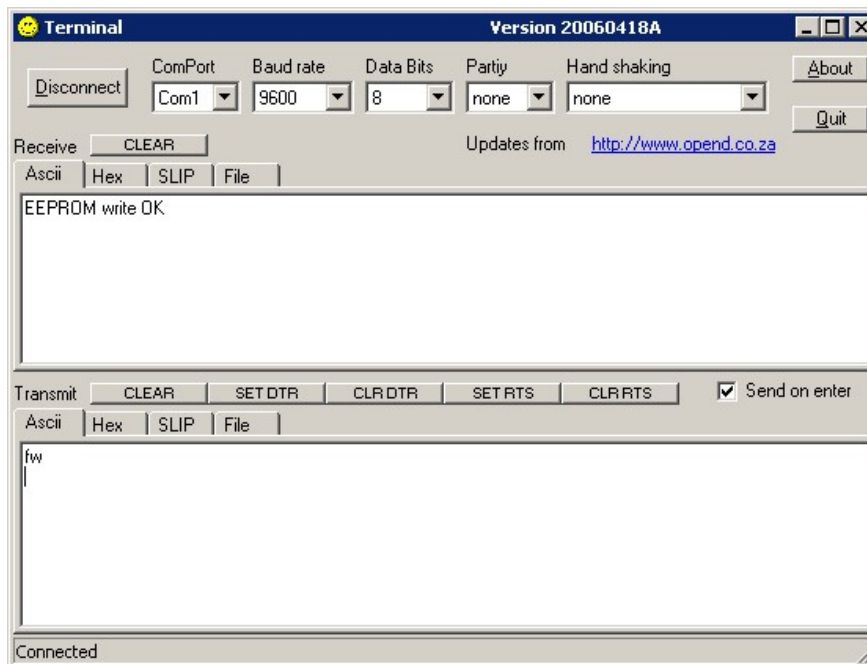 Terminal Version 20060418A
Disconnect
ComPort Baud rate Data Bits Partiy Hand shaking
Com1 9600 8 none none
About
Quit
Receive CLEAR Updates from http://www.opend.co.za
Ascii Hex SLIP File
EEPROM write OK
Transmit CLEAR SET DTR CLR DTR SET RTS CLR RTS Send on enter
Ascii Hex SLIP File
fw
Connected